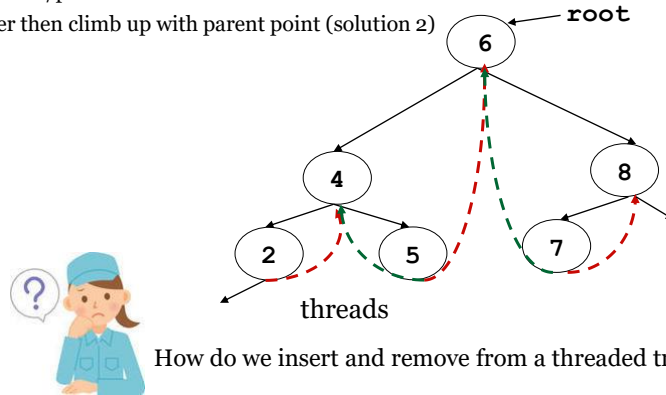 er then climb up with parent point (solution 2)
root
6
4
8
2
5
7
?
threads
How do we insert and remove from a threaded